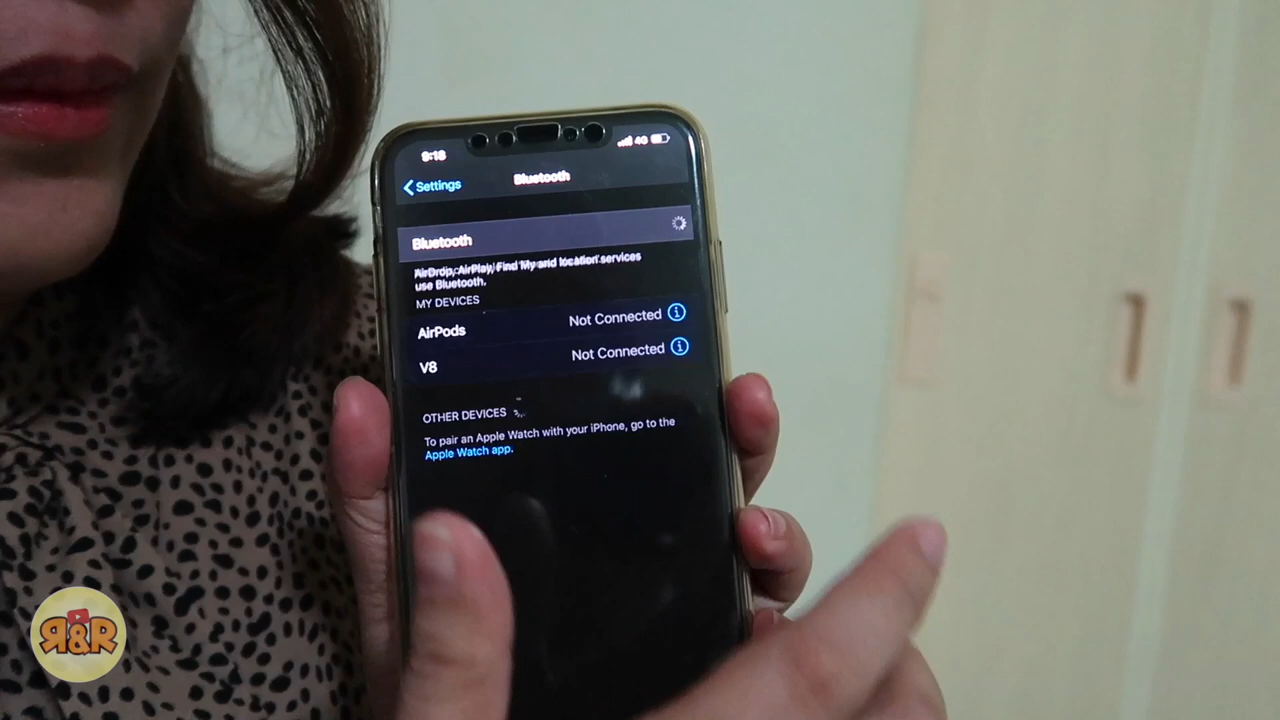 9:18
4G
Settings
Bluetooth
Bluetooth
AirDrop, AirPlay, Find My and location services
use Bluetooth.
MY DEVICES
AirPods
Not Connected
V8
Not Connected
OTHER DEVICES
To pair an Apple Watch with your iPhone, go to the
Apple Watch app.
R&R